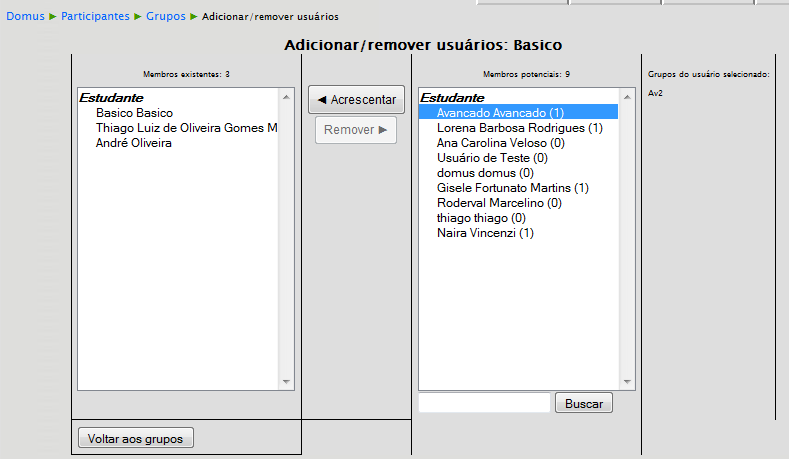 Domus ► Participantes ► Grupos ► Adicionar/remover usuários
Adicionar/remover usuários: Basico
Membros existentes: 3
Estudante
Basico Basico
Thiago Luiz de Oliveira Gomes M
André Oliveira
◄ Acrescentar
Remover ►
Membros potenciais: 9
Estudante
Avancado Avancado (1)
Lorena Barbosa Rodrigues (1)
Ana Carolina Veloso (0)
Usuário de Teste (0)
domus domus (0)
Gisele Fortunato Martins (1)
Roderval Marcelino (0)
thiago thiago (0)
Naira Vincenzi (1)
Buscar
Grupos do usuário selecionado:
Av2
Voltar aos grupos